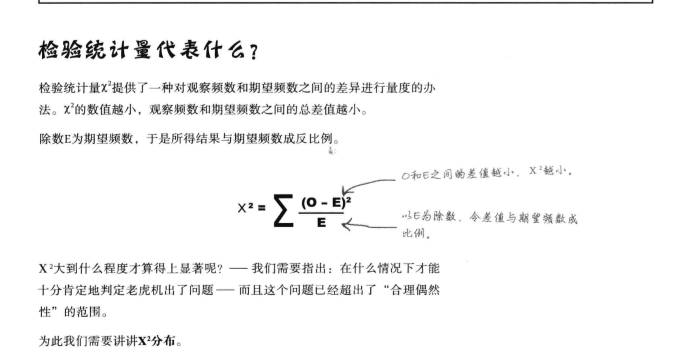 检验统计量代表什么？
检验统计量χ²提供了一种对观察频数和期望频数之间的差异进行量度的办
法。χ²的数值越小，观察频数和期望频数之间的总差值越小。
除数E为期望频数，于是所得结果与期望频数成反比例。
O和E之间的差值越小，X²越小。
X² = ∑ (O - E)² / E
以E为除数，令差值与期望频数成
比例。
X²大到什么程度才算得上显著呢？—— 我们需要指出：在什么情况下才能
十分肯定地判定老虎机出了问题—— 而且这个问题已经超出了“合理偶然
性”的范围。
为此我们需要讲讲X²分布。